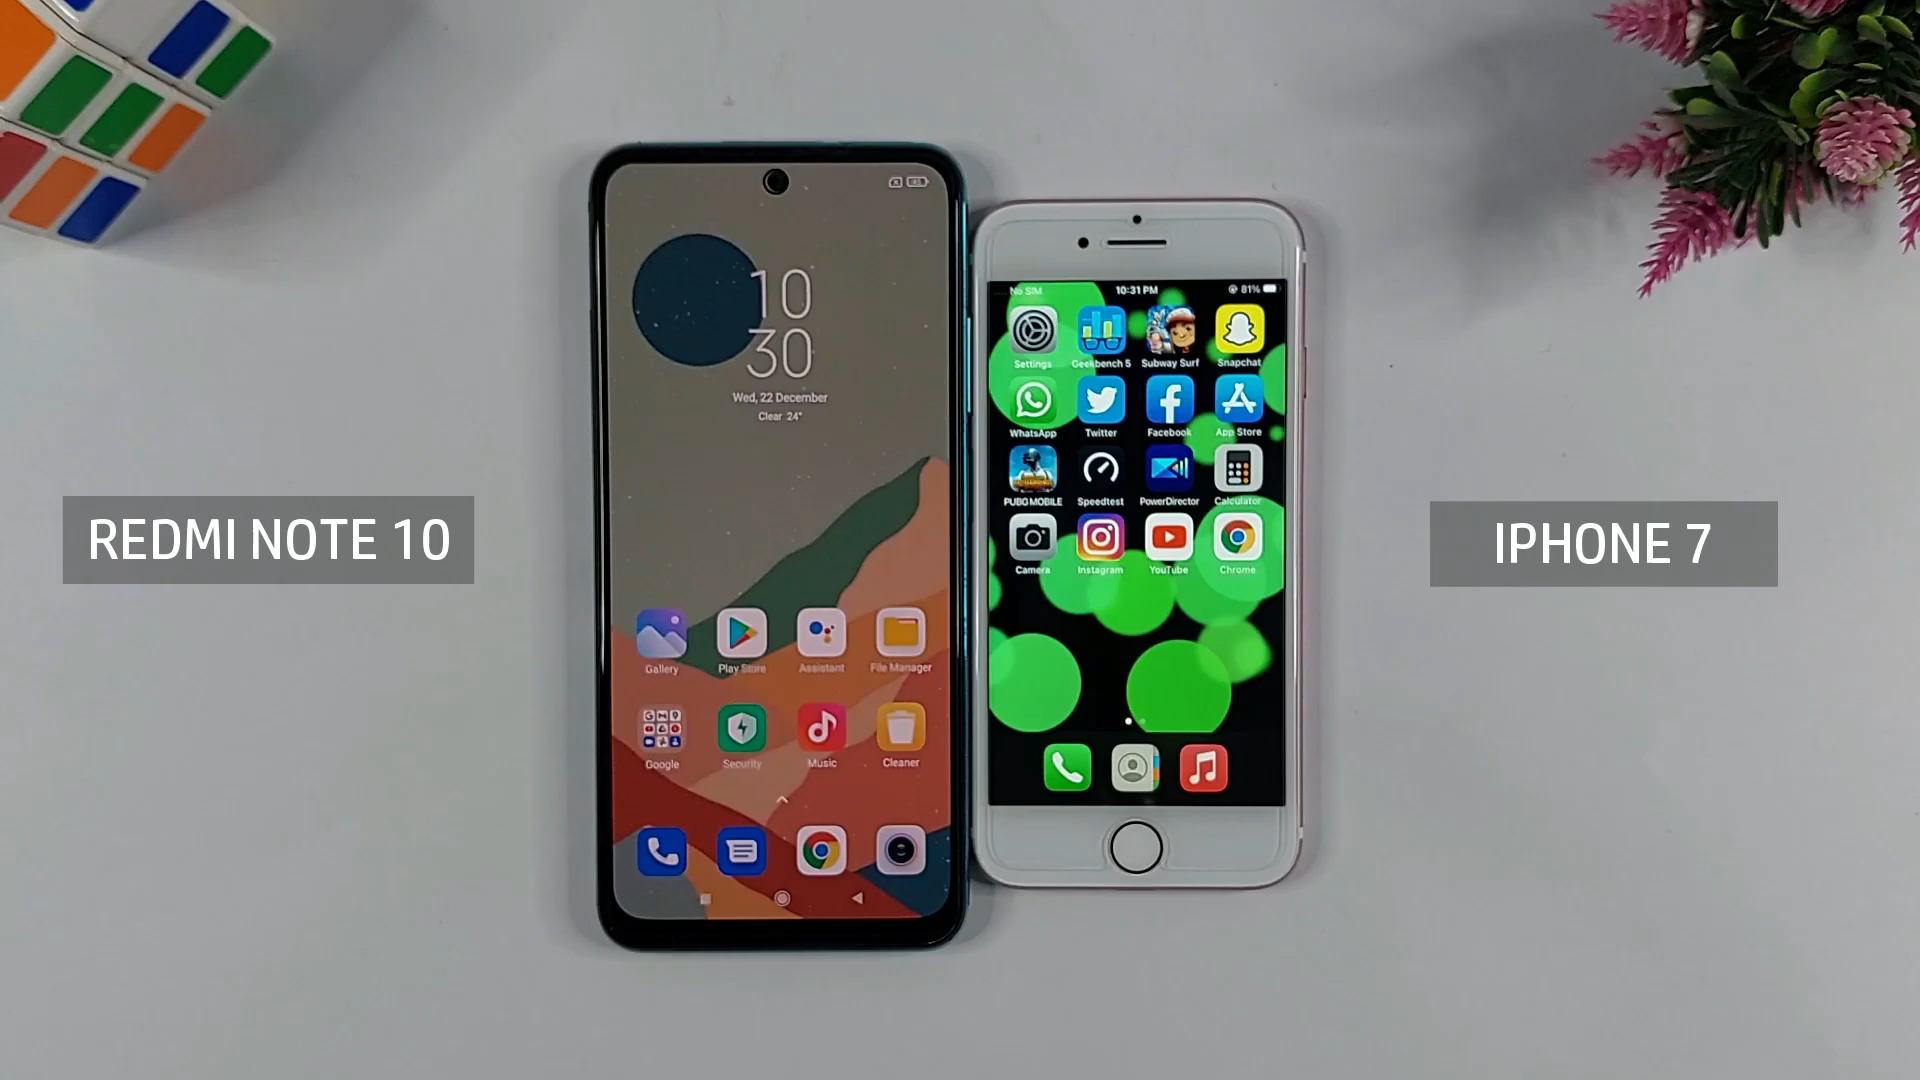 REDMI NOTE 10
10
30
Wed, 22 December
Clear 24°
Gallery
Play Store
Assistant
File Manager
Google
Security
Music
Cleaner
No SIM
10:31 PM
81%
Settings
Geekbench 5
Subway Surf
Snapchat
WhatsApp
Twitter
Facebook
App Store
PUBG MOBILE
Speedtest
PowerDirector
Calculator
Camera
Instagram
YouTube
Chrome
IPHONE 7